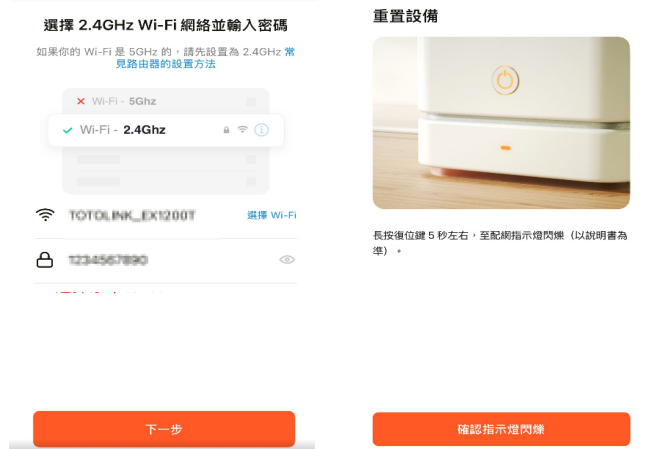 選擇 2.4GHz Wi-Fi 網絡並輸入密碼
如果你的 Wi-Fi 是 5GHz 的，請先設置為 2.4GHz 常
見路由器的設置方法
Wi-Fi - 5Ghz
Wi-Fi - 2.4Ghz
TOTOLINK_EX1200T
選擇 Wi-Fi
1234567890
下一步
重置設備
長按復位鍵 5 秒左右，至配網指示燈閃爍（以說明書為
準）。
確認指示燈閃爍